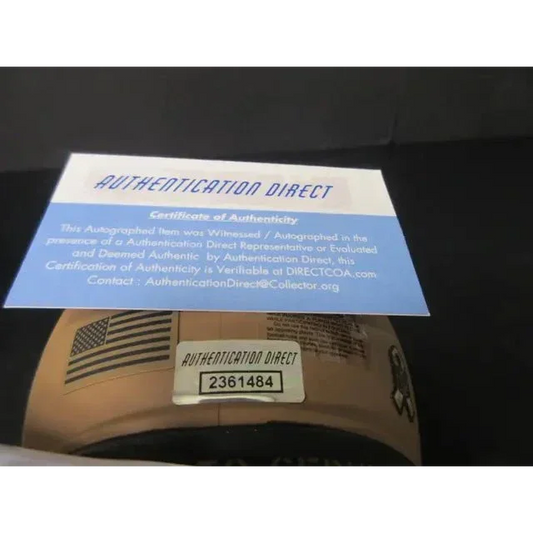 AUTHENTICATION DIRECT
Certificate of Authenticity
This Autographed Item was Witnessed / Autographed in the
presence of a Authentication Direct Representative or Evaluated
and Deemed Authentic by Authentication Direct, this
Certification of Authenticity is Verifiable at DIRECTCOA.com
Contact : AuthenticationDirect@Collector.org
AUTHENTICATION DIRECT
2361484